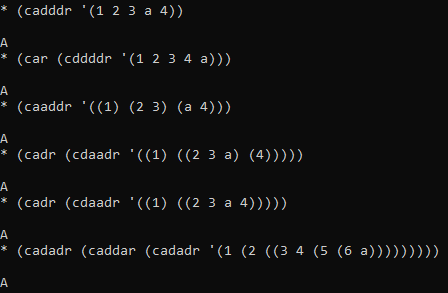 * (cadddr '(1 2 3 a 4))
A
* (car (cddddr '(1 2 3 4 a)))
A
* (caaddr '((1) (2 3) (a 4)))
A
* (cadr (cdaadr '((1) ((2 3 a) (4)))))
A
* (cadr (cdaadr '((1) ((2 3 a 4)))))
A
* (cadadr (caddar (cadadr '(1 (2 ((3 4 (5 (6 a)))))))))
A